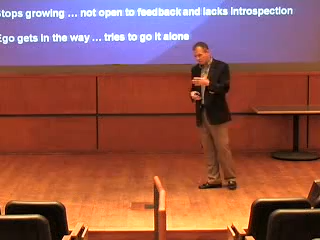 Stops growing … not open to feedback and lacks introspection
Ego gets in the way … tries to go it alone